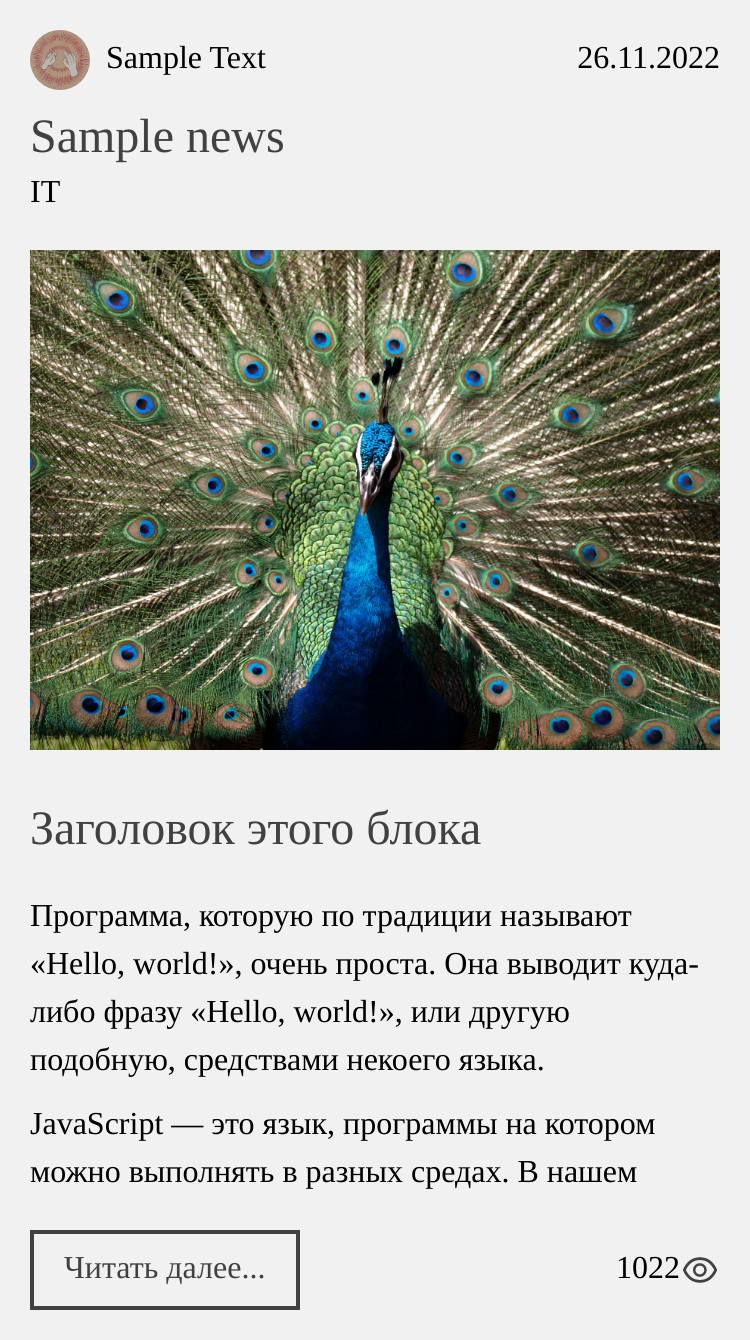 Sample Text
26.11.2022
Sample news
IT
Заголовок этого блока
Программа, которую по традиции называют
«Hello, world!», очень проста. Она выводит куда-
либо фразу «Hello, world!», или другую
подобную, средствами некоего языка.
JavaScript — это язык, программы на котором
можно выполнять в разных средах. В нашем
Читать далее...
1022